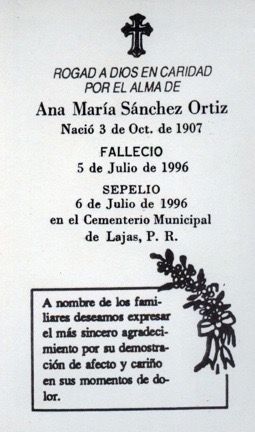 ROGAD A DIOS EN CARIDAD
POR EL ALMA DE
Ana María Sánchez Ortiz
Nació 3 de Oct. de 1907
FALLECIO
5 de Julio de 1996
SEPELIO
6 de Julio de 1996
en el Cementerio Municipal
de Lajas, P. R.
A nombre de los fami-
liares deseamos expresar
el más sincero agradeci-
miento por su demostra-
ción de afecto y cariño
en sus momentos de do-
lor.